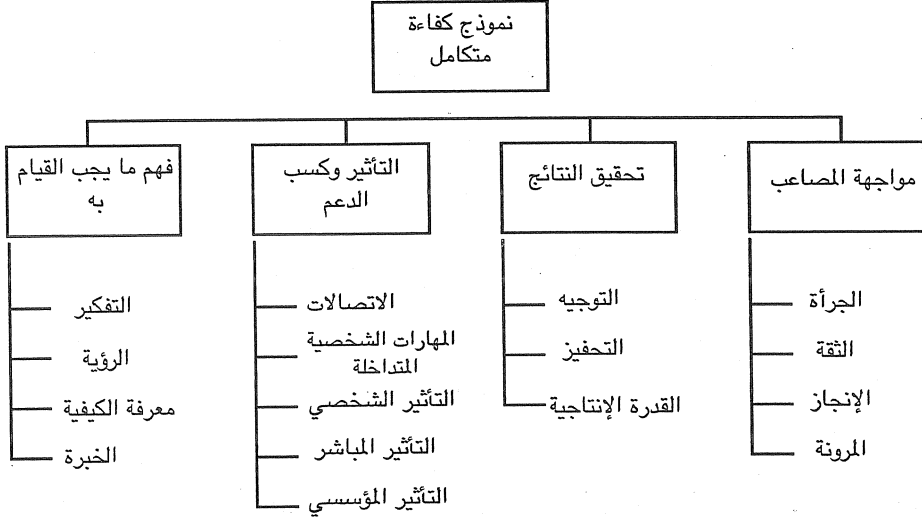 نموذج كفاءة
متكامل
مواجهة المصاعب
الجرأة
الثقة
الإنجاز
المرونة
تحقيق النتائج
التوجيه
التحفيز
القدرة الإنتاجية
التأثير وكسب
الدعم
الاتصالات
المهارات الشخصية
المتداخلة
التأثير الشخصي
التأثير المباشر
التأثير المؤسسي
فهم ما يجب القيام
به
التفكير
الرؤية
معرفة الكيفية
الخبرة